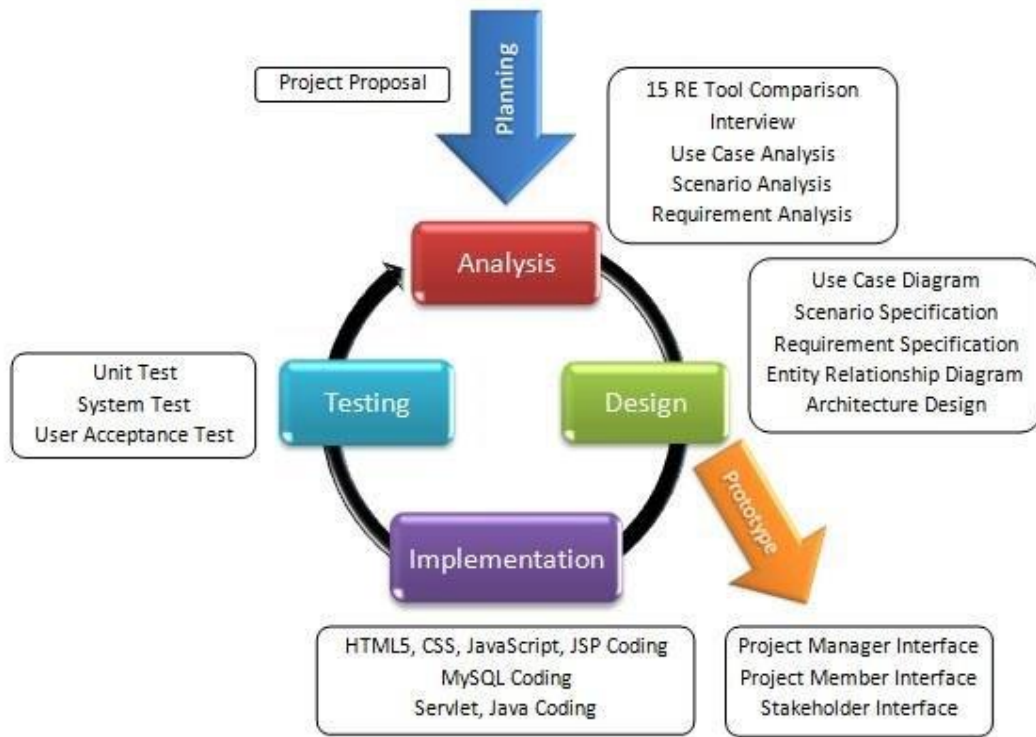 Project Proposal
Planning
15 RE Tool Comparison
Interview
Use Case Analysis
Scenario Analysis
Requirement Analysis
Analysis
Use Case Diagram
Scenario Specification
Requirement Specification
Entity Relationship Diagram
Architecture Design
Unit Test
System Test
User Acceptance Test
Testing
Design
Prototype
Implementation
HTML5, CSS, JavaScript, JSP Coding
MySQL Coding
Servlet, Java Coding
Project Manager Interface
Project Member Interface
Stakeholder Interface